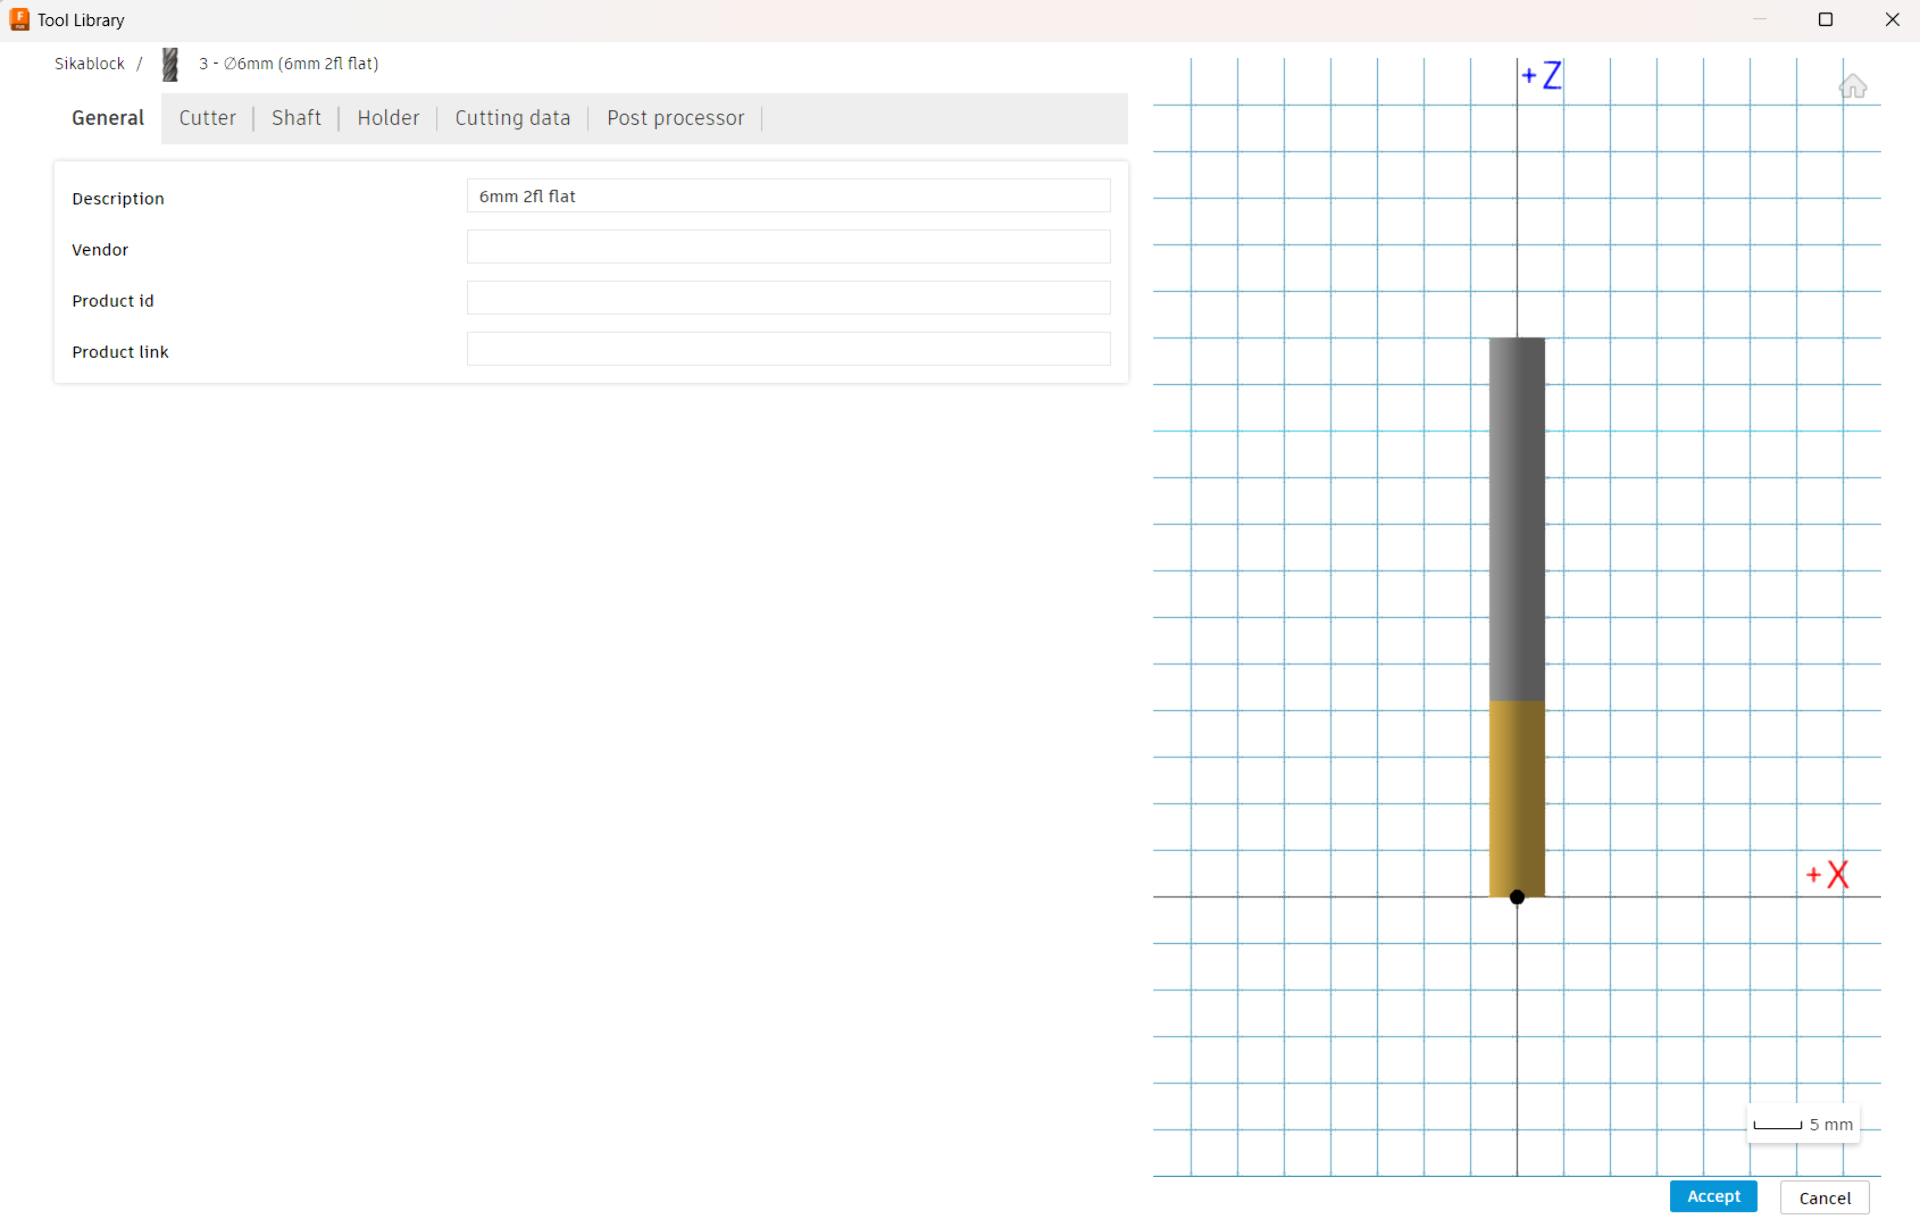 Tool Library
Sikablock / 3 - ∅6mm (6mm 2fl flat)
General Cutter Shaft Holder Cutting data Post processor
Description 6mm 2fl flat
Vendor
Product id
Product link
+Z
+X
5 mm
Accept Cancel